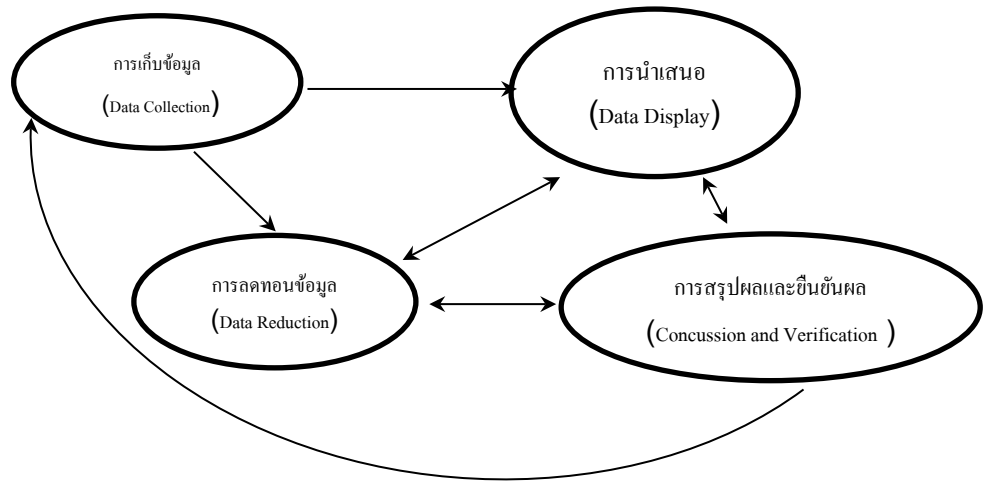 การเก็บข้อมูล
(Data Collection)
การนำเสนอ
(Data Display)
การลดทอนข้อมูล
(Data Reduction)
การสรุปผลและยืนยันผล
(Concussion and Verification )